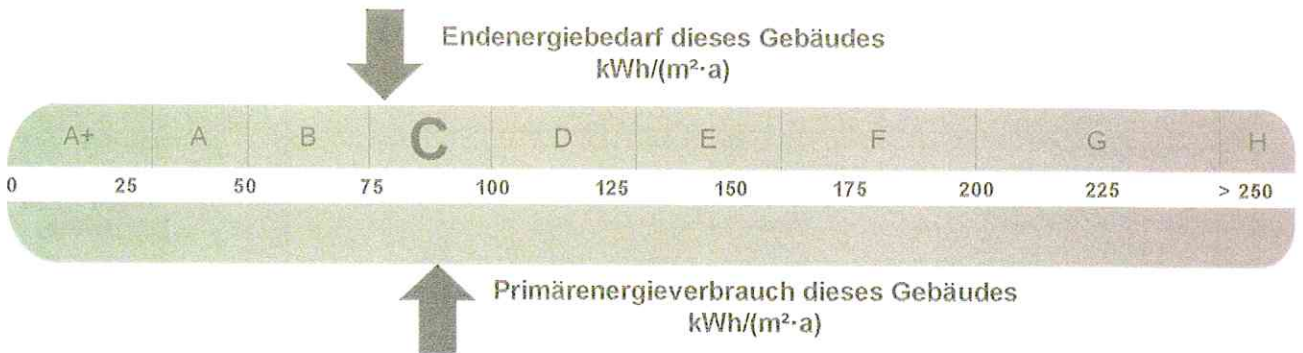 Endenergiebedarf dieses Gebäudes
kWh/(m²·a)
A+ A B C D E F G H
0 25 50 75 100 125 150 175 200 225 > 250
Primärenergieverbrauch dieses Gebäudes
kWh/(m²·a)